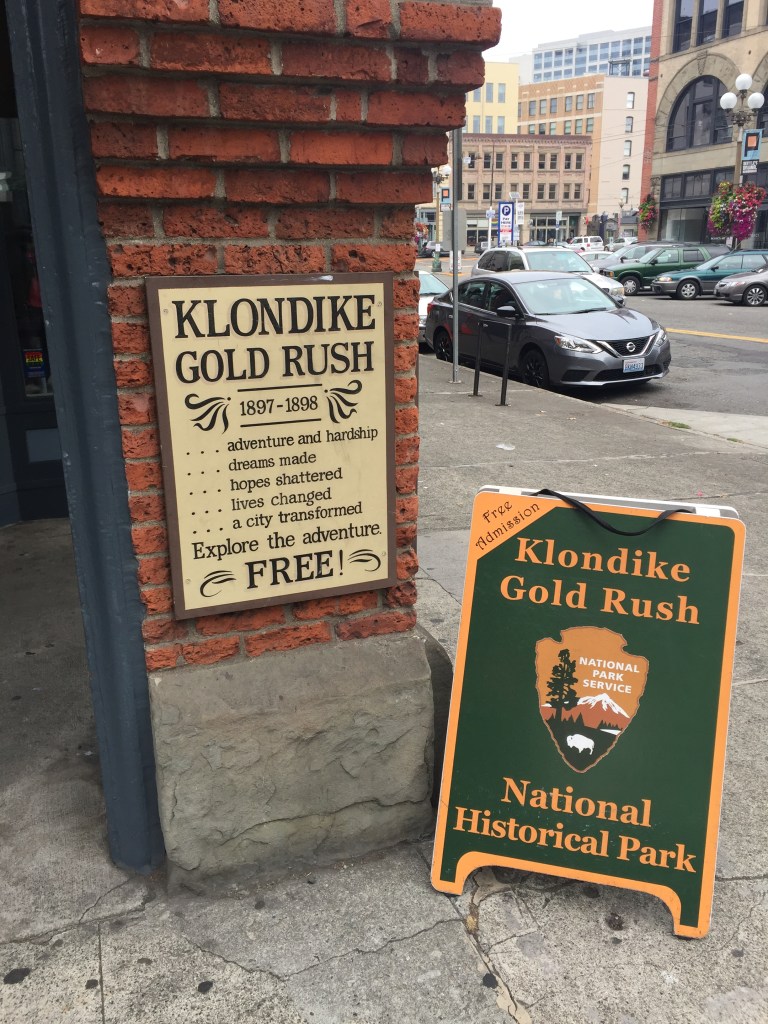 KLONDIKE
GOLD RUSH
1897-1898
. . . . adventure and hardship
. . . . dreams made
. . . . hopes shattered
. . . . lives changed
. . . . a city transformed
Explore the adventure.
FREE!
Free
Admission
Klondike
Gold Rush
NATIONAL
PARK
SERVICE
National
Historical Park
P